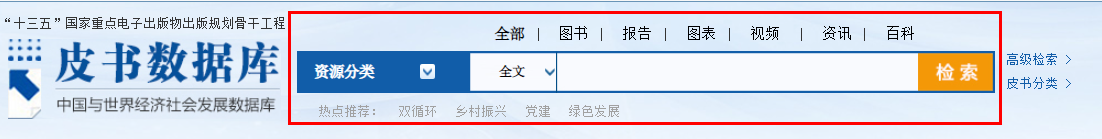 “十三五”国家重点电子出版物出版规划骨干工程
皮书数据库
中国与世界经济社会发展数据库
全部 | 图书 | 报告 | 图表 | 视频 | 资讯 | 百科
资源分类 全文 检索
热点推荐： 双循环 乡村振兴 党建 绿色发展
高级检索 >
皮书分类 >